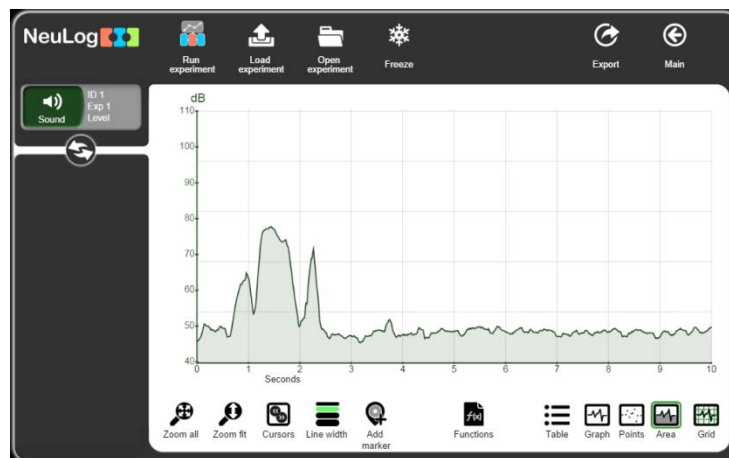 NeuLog
Run experiment
Load experiment
Open experiment
Freeze
Export
Main
Sound
ID 1
Exp 1
Level
dB
110
100
90
80
70
60
50
40
0 1 2 3 4 5 6 7 8 9 10
Seconds
Zoom all
Zoom fit
Cursors
Line width
Add marker
f(x)
Functions
Table
Graph
Points
Area
Grid